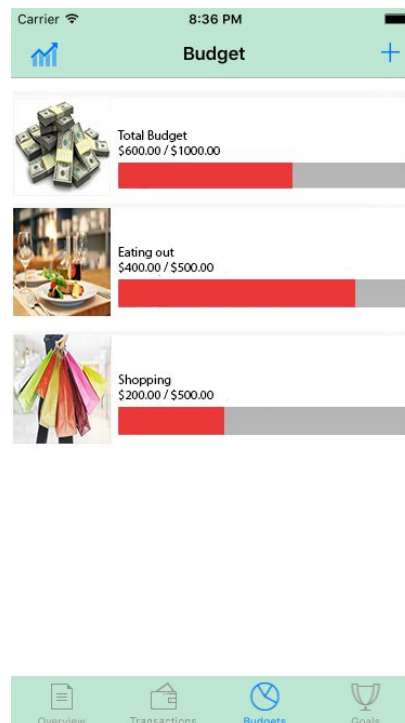 Carrier
8:36 PM
Budget
+
Total Budget
$600.00 / $1000.00
Eating out
$400.00 / $500.00
Shopping
$200.00 / $500.00
Overview
Transactions
Budgets
Goals